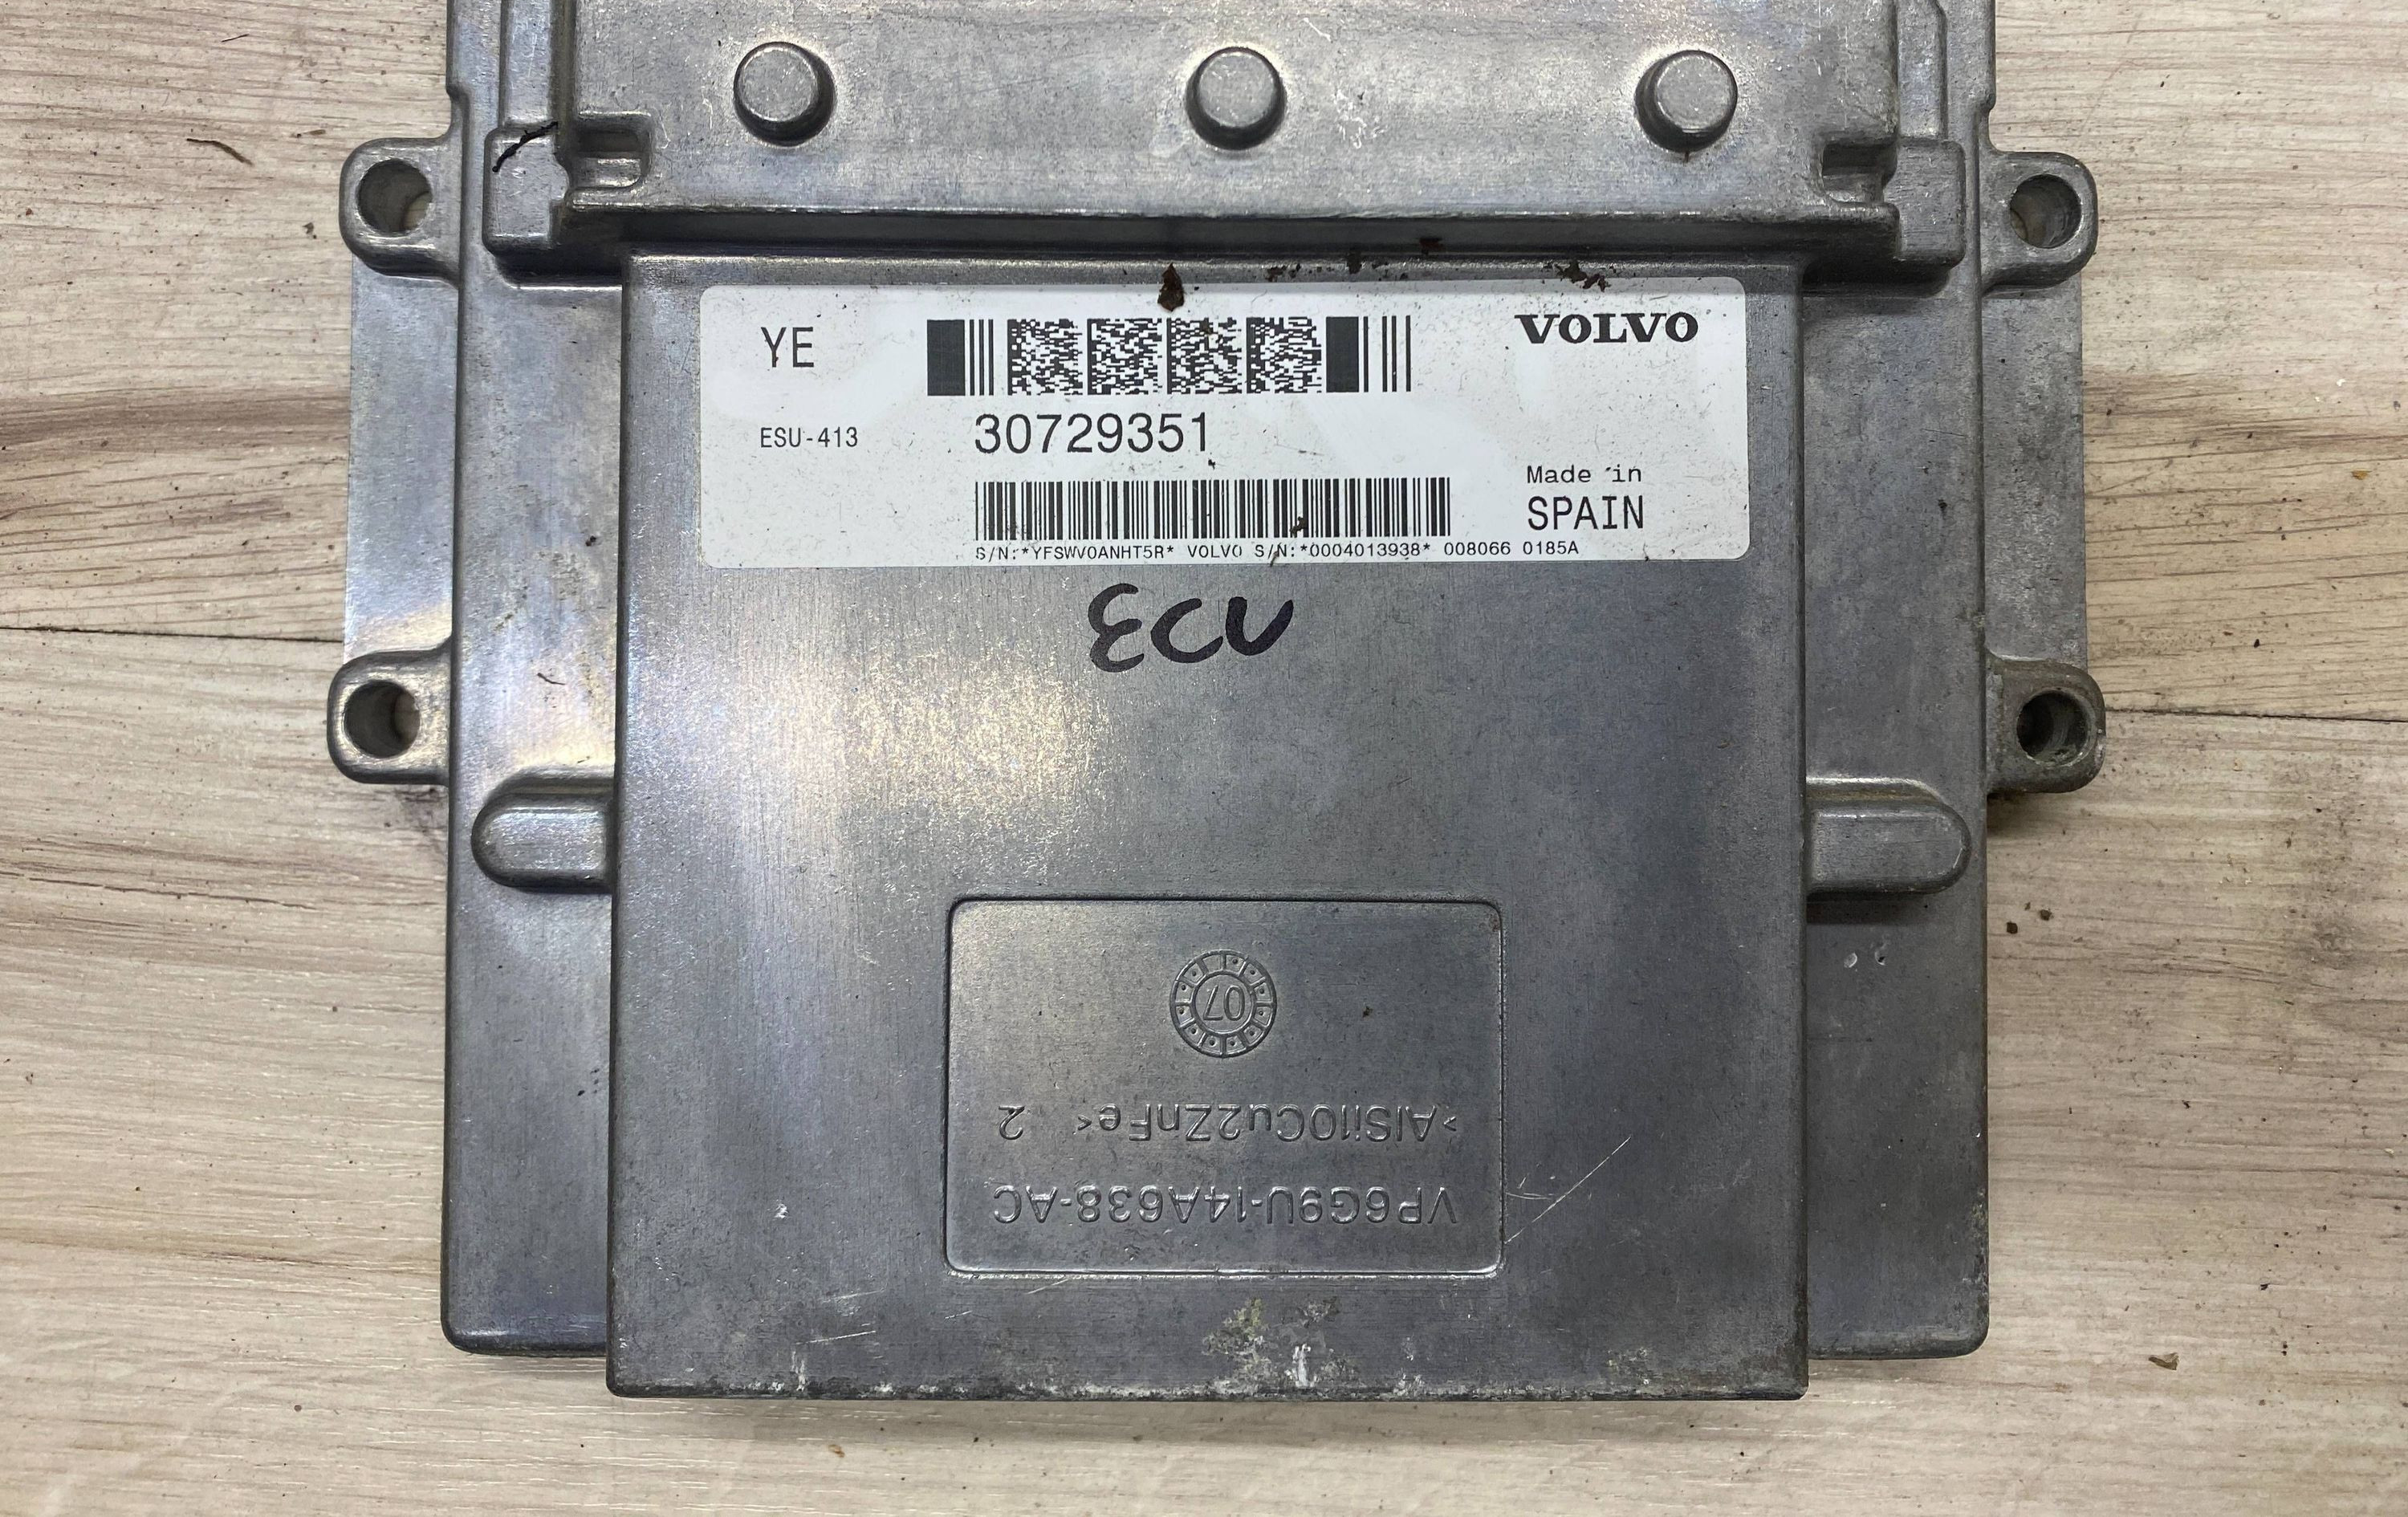 YE
VOLVO
ESU-413
30729351
Made in
SPAIN
S/N:*YFSWV0ANHT5R* VOLVO S/N:*0004013938* 008066 0185A
ECU
07
>AlSi10Cu2ZnFe< 2
VP6G9U-14A638-AC